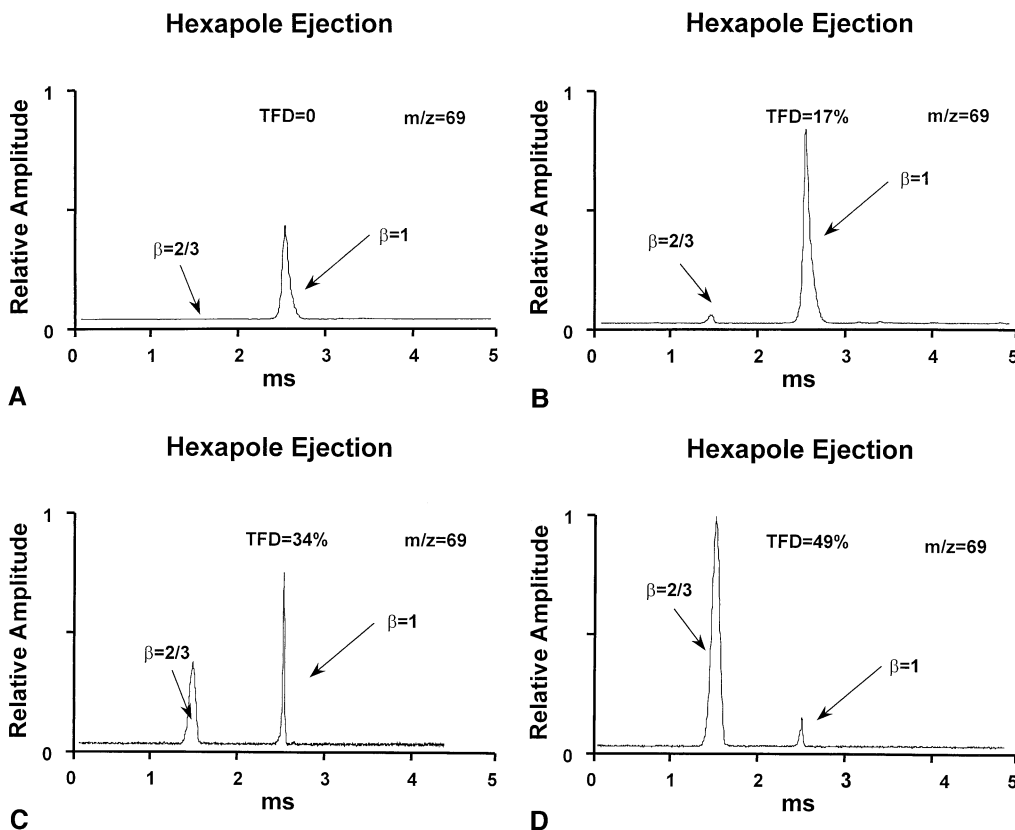 Hexapole Ejection
1
TFD=0 m/z=69
Relative Amplitude
β=2/3
β=1
0
0 1 2 3 4 5
ms
A
Hexapole Ejection
1
TFD=17% m/z=69
Relative Amplitude
β=1
β=2/3
0
0 1 2 3 4 5
ms
B
Hexapole Ejection
1
TFD=34% m/z=69
Relative Amplitude
β=1
β=2/3
0
0 1 2 3 4 5
ms
C
Hexapole Ejection
1
TFD=49% m/z=69
Relative Amplitude
β=2/3
β=1
0
0 1 2 3 4 5
ms
D